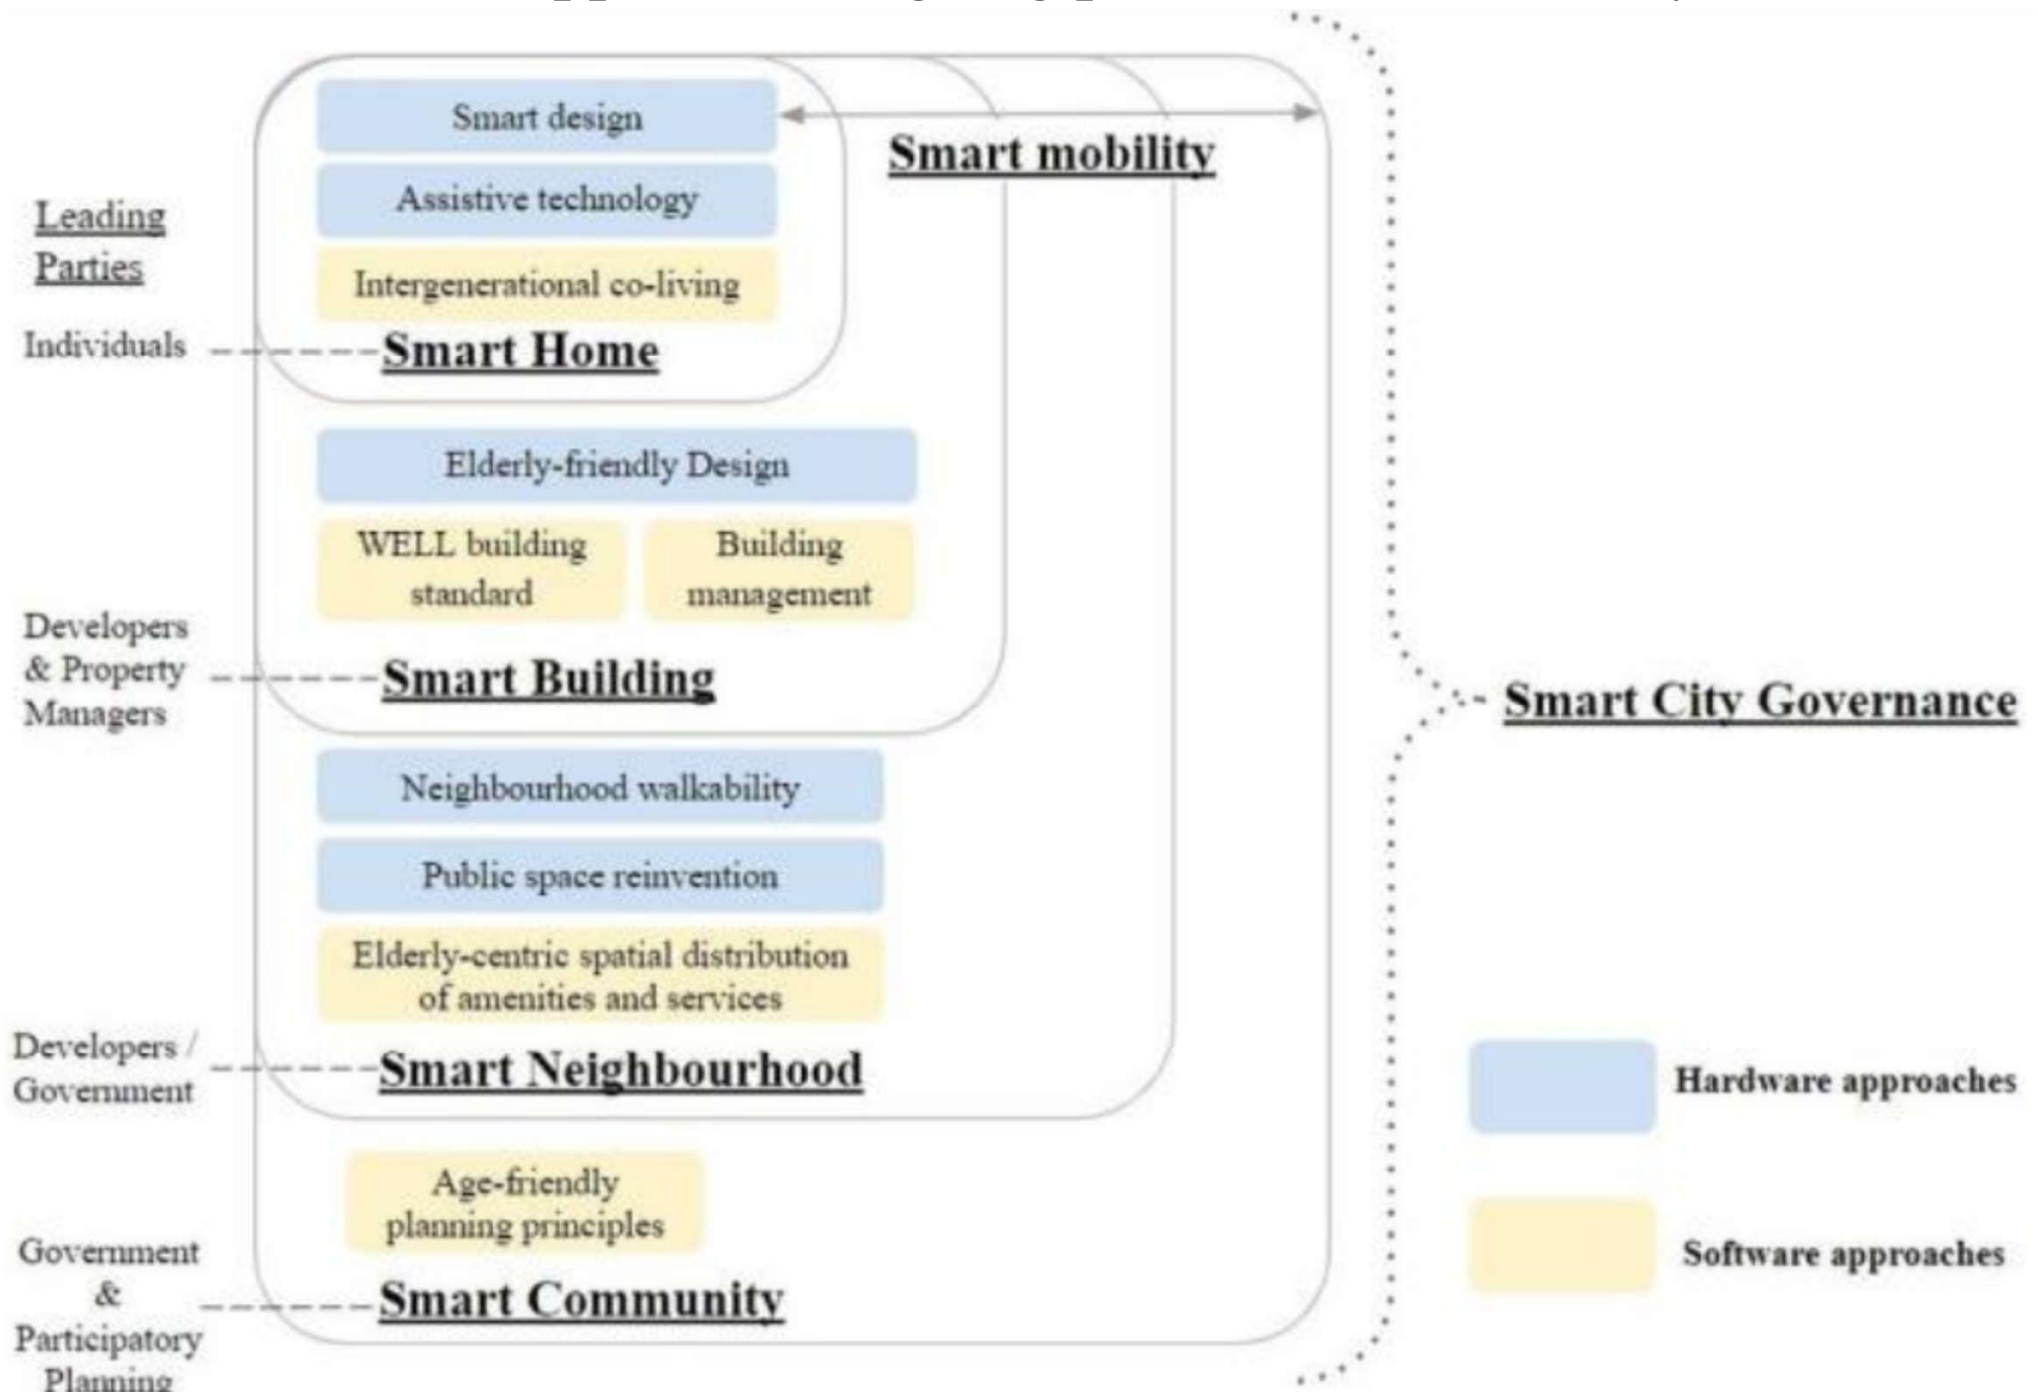 Smart design
Smart mobility
Assistive technology
Leading
Parties
Intergenerational co-living
Individuals
Smart Home
Elderly-friendly Design
WELL building
standard
Building
management
Developers
& Property
Managers
Smart Building
Smart City Governance
Neighbourhood walkability
Public space reinvention
Elderly-centric spatial distribution
of amenities and services
Developers /
Government
Smart Neighbourhood
Hardware approaches
Age-friendly
planning principles
Software approaches
Government
&
Participatory
Planning
Smart Community